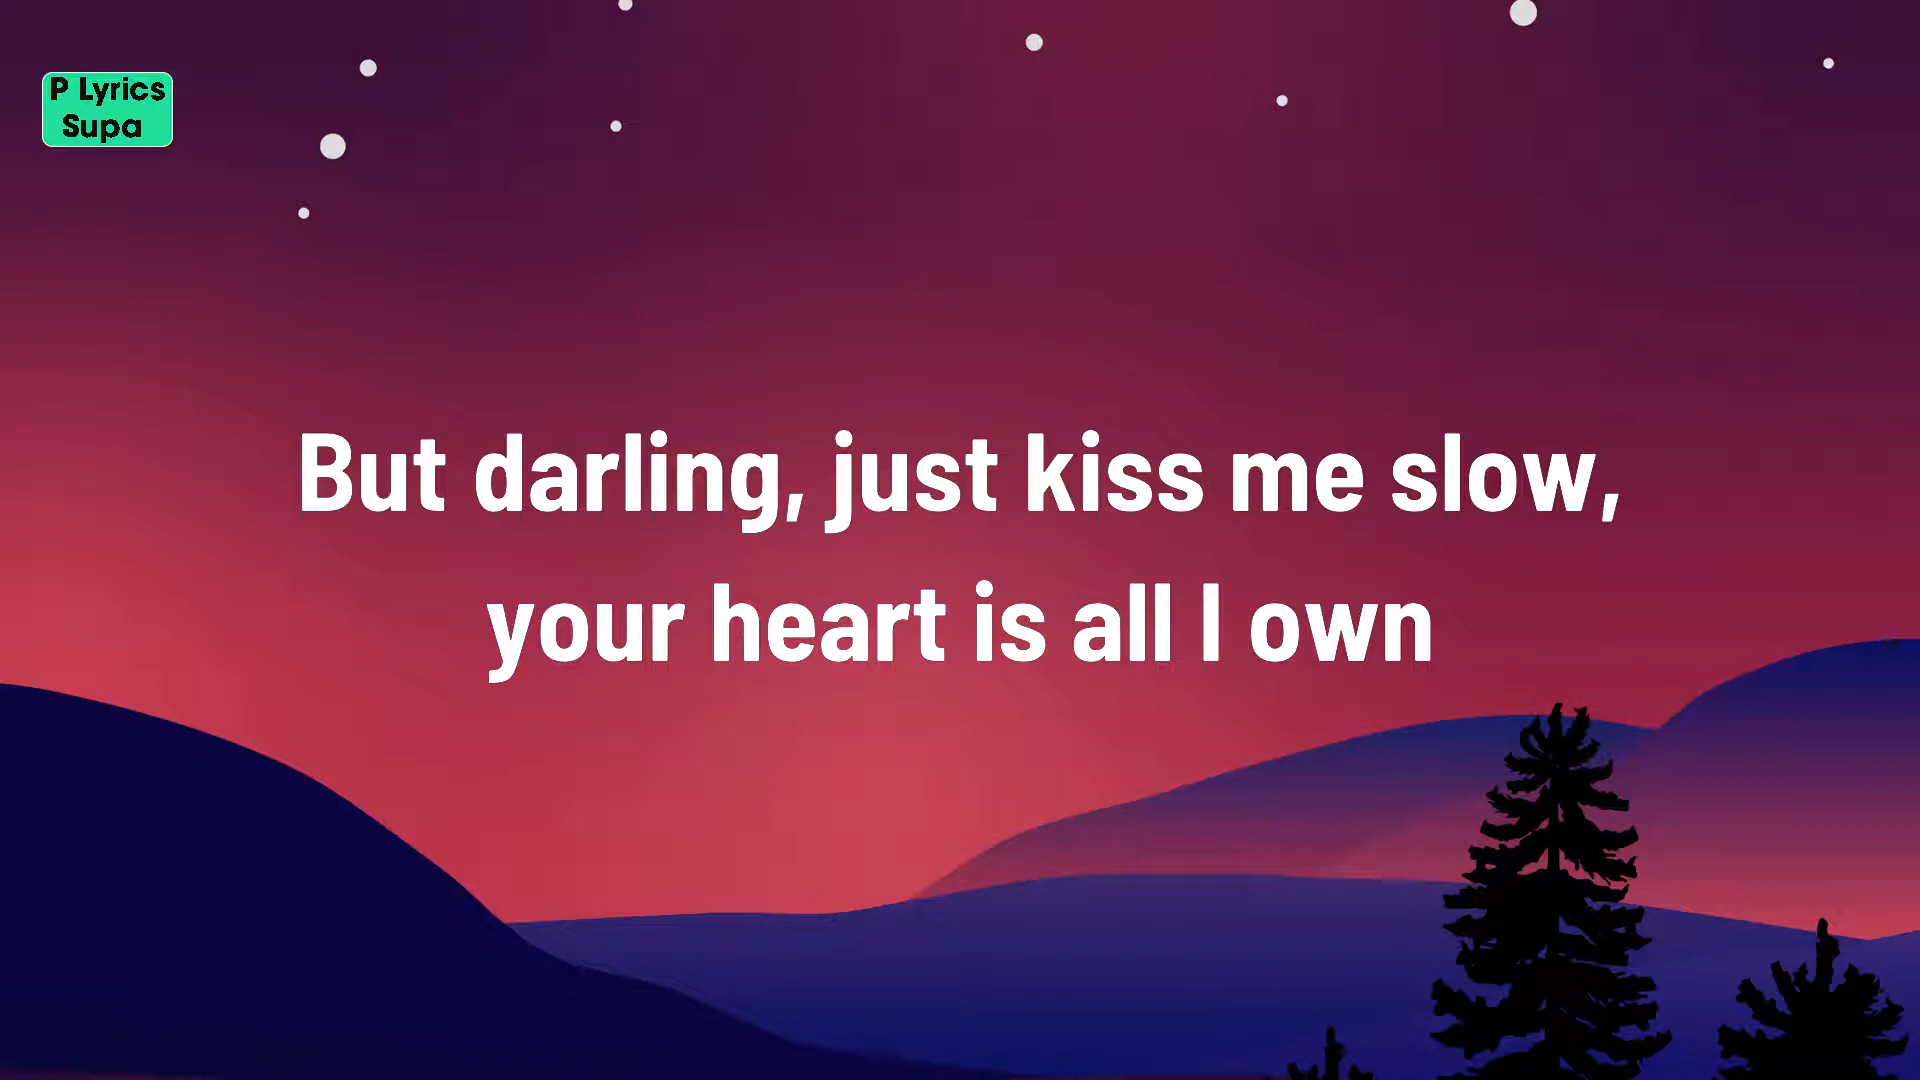 P Lyrics
Supa
But darling, just kiss me slow,
your heart is all I own